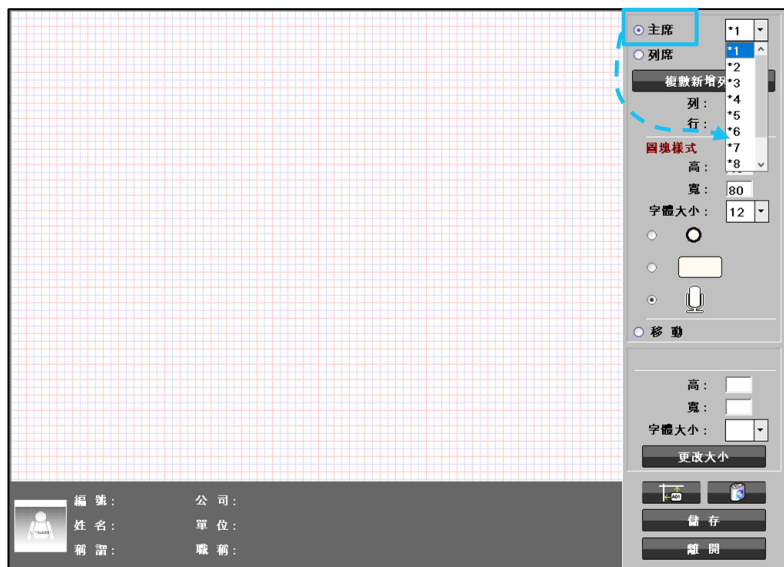 主席 *1
*1
列席
*2
複數新增列
*3
列： *4
*5
行： *6
圖塊樣式 *7
高： *8
寬： 80
字體大小： 12
移 動
高：
寬：
字體大小：
更改大小
儲 存
離 開
編 號： 公 司：
姓 名： 單 位：
稱 謂： 職 稱：